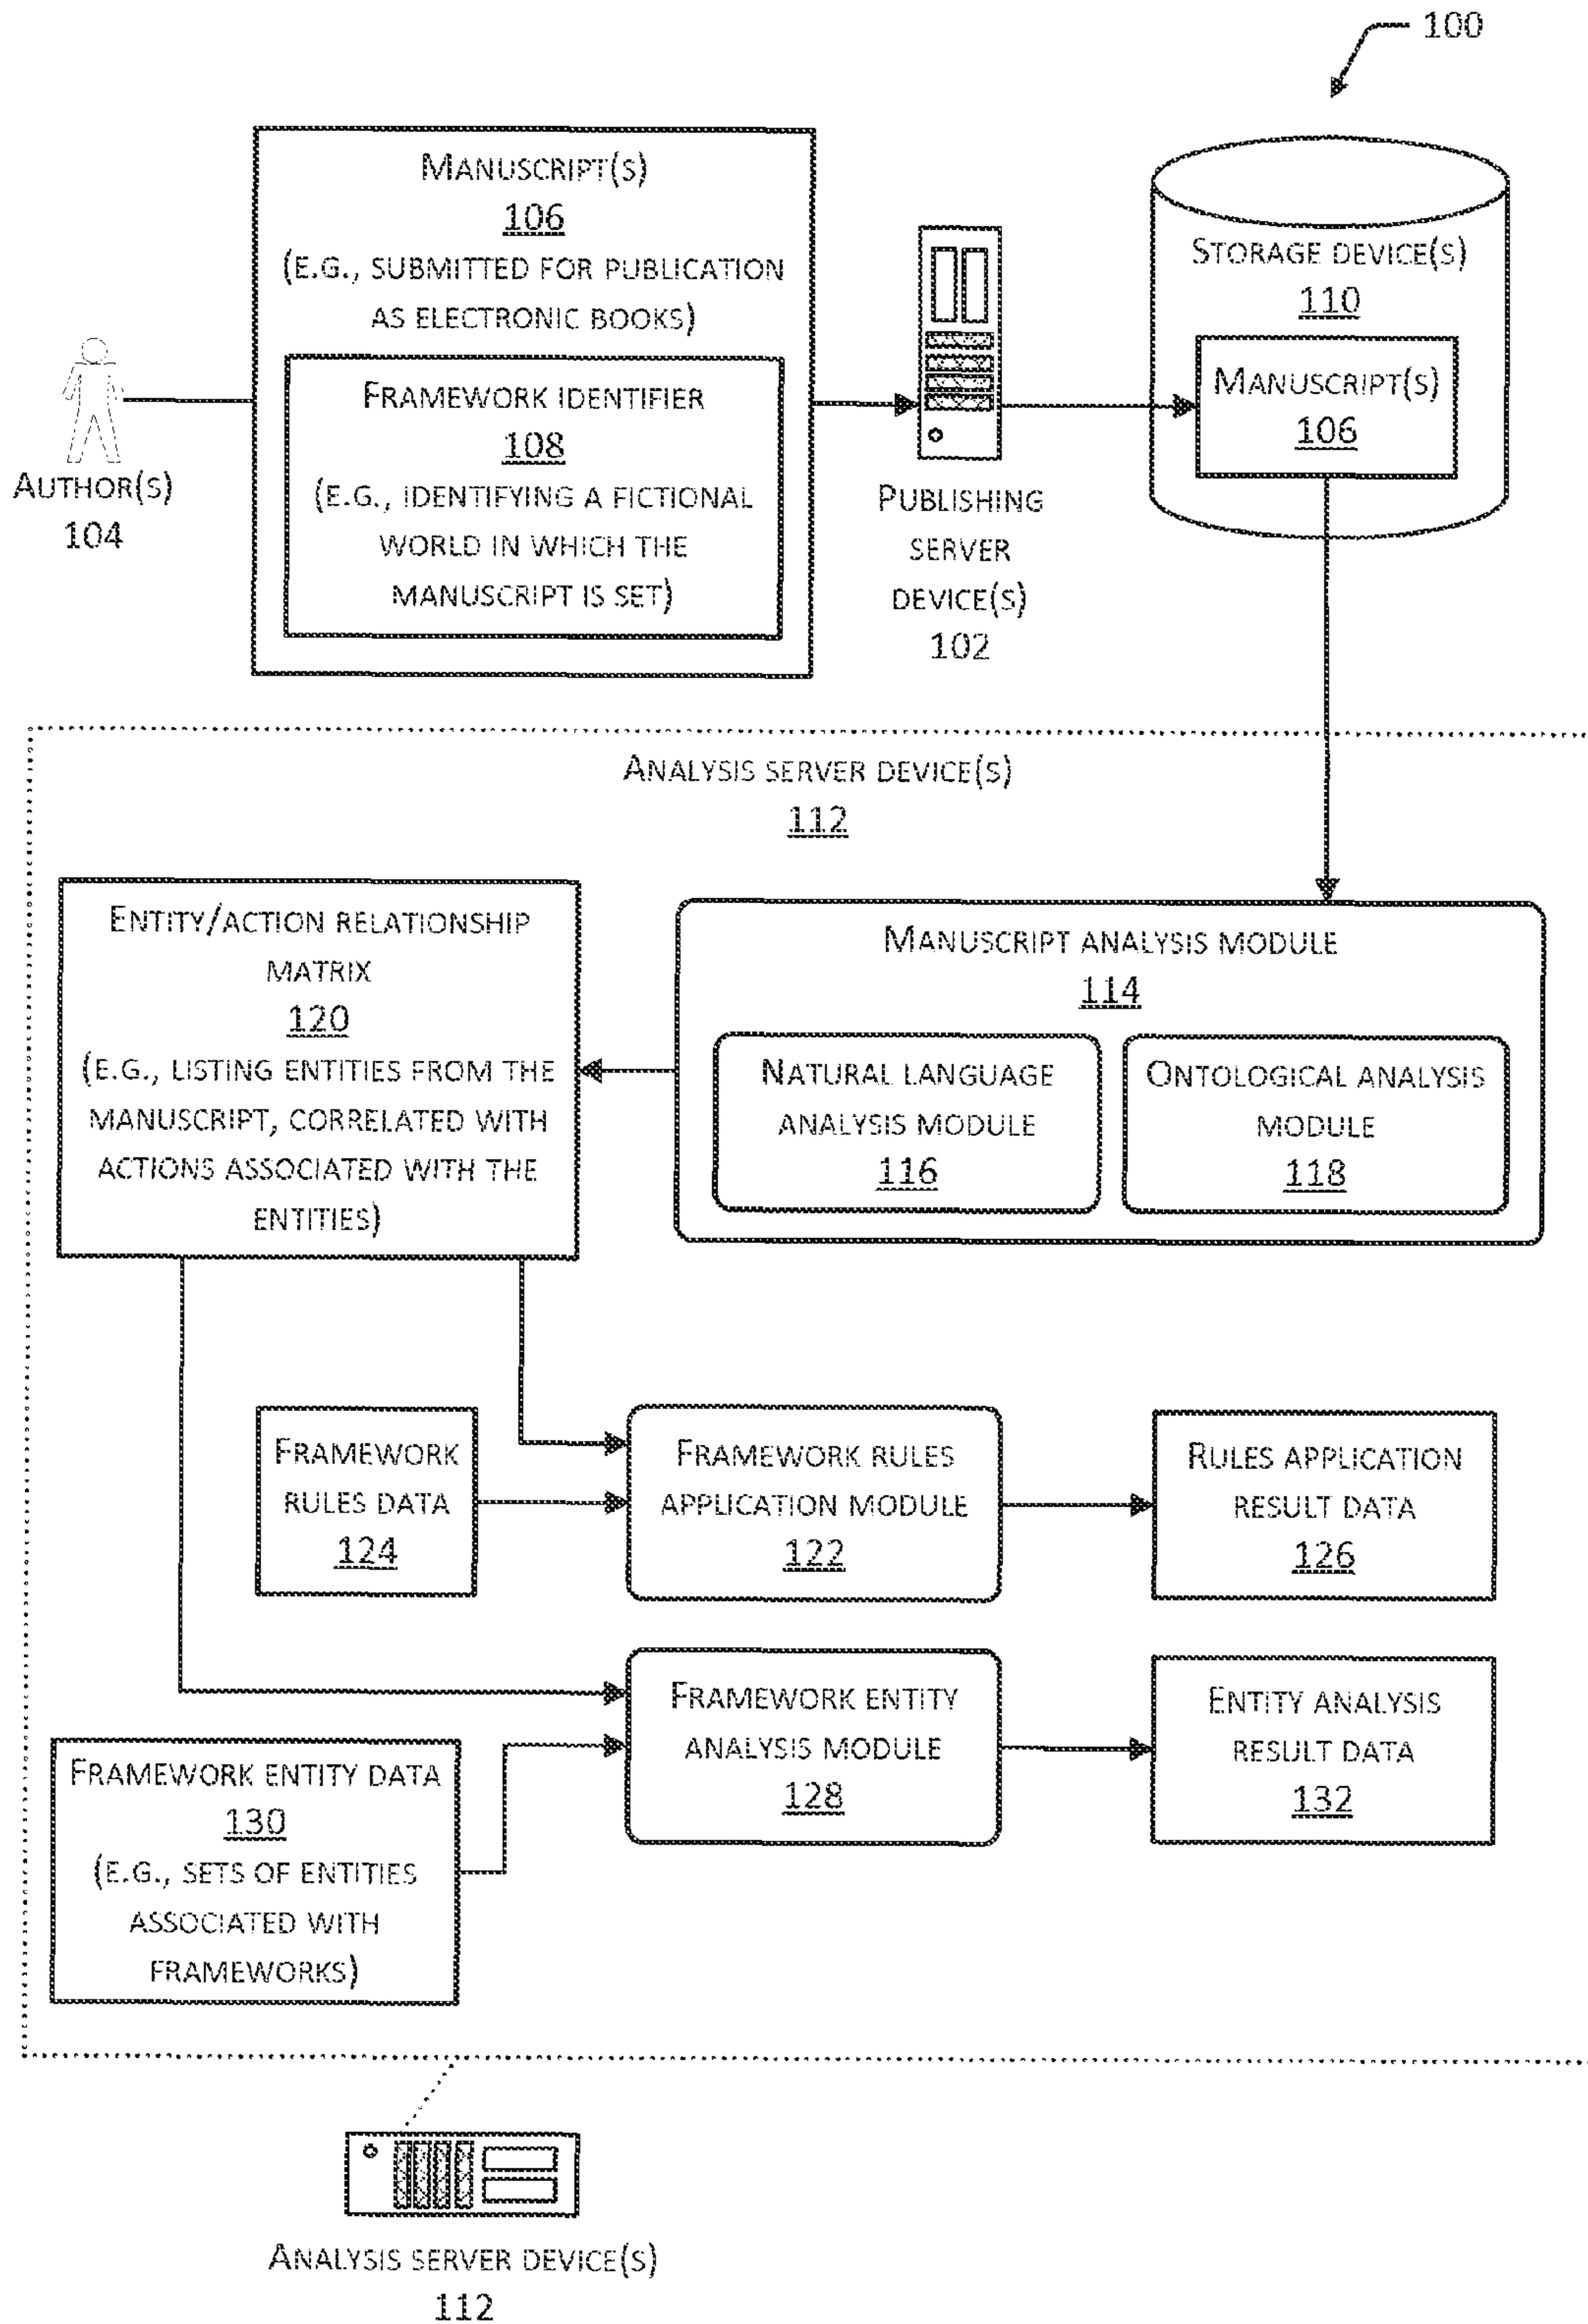 100
MANUSCRIPT(S)
106
(E.G., SUBMITTED FOR PUBLICATION
AS ELECTRONIC BOOKS)
FRAMEWORK IDENTIFIER
108
(E.G., IDENTIFYING A FICTIONAL
WORLD IN WHICH THE
MANUSCRIPT IS SET)
AUTHOR(S)
104
PUBLISHING
SERVER
DEVICE(S)
102
STORAGE DEVICE(S)
110
MANUSCRIPT(S)
106
ANALYSIS SERVER DEVICE(S)
112
ENTITY/ACTION RELATIONSHIP
MATRIX
120
(E.G., LISTING ENTITIES FROM THE
MANUSCRIPT, CORRELATED WITH
ACTIONS ASSOCIATED WITH THE
ENTITIES)
MANUSCRIPT ANALYSIS MODULE
114
NATURAL LANGUAGE
ANALYSIS MODULE
116
ONTOLOGICAL ANALYSIS
MODULE
118
FRAMEWORK
RULES DATA
124
FRAMEWORK RULES
APPLICATION MODULE
122
RULES APPLICATION
RESULT DATA
126
FRAMEWORK ENTITY DATA
130
(E.G., SETS OF ENTITIES
ASSOCIATED WITH
FRAMEWORKS)
FRAMEWORK ENTITY
ANALYSIS MODULE
128
ENTITY ANALYSIS
RESULT DATA
132
ANALYSIS SERVER DEVICE(S)
112